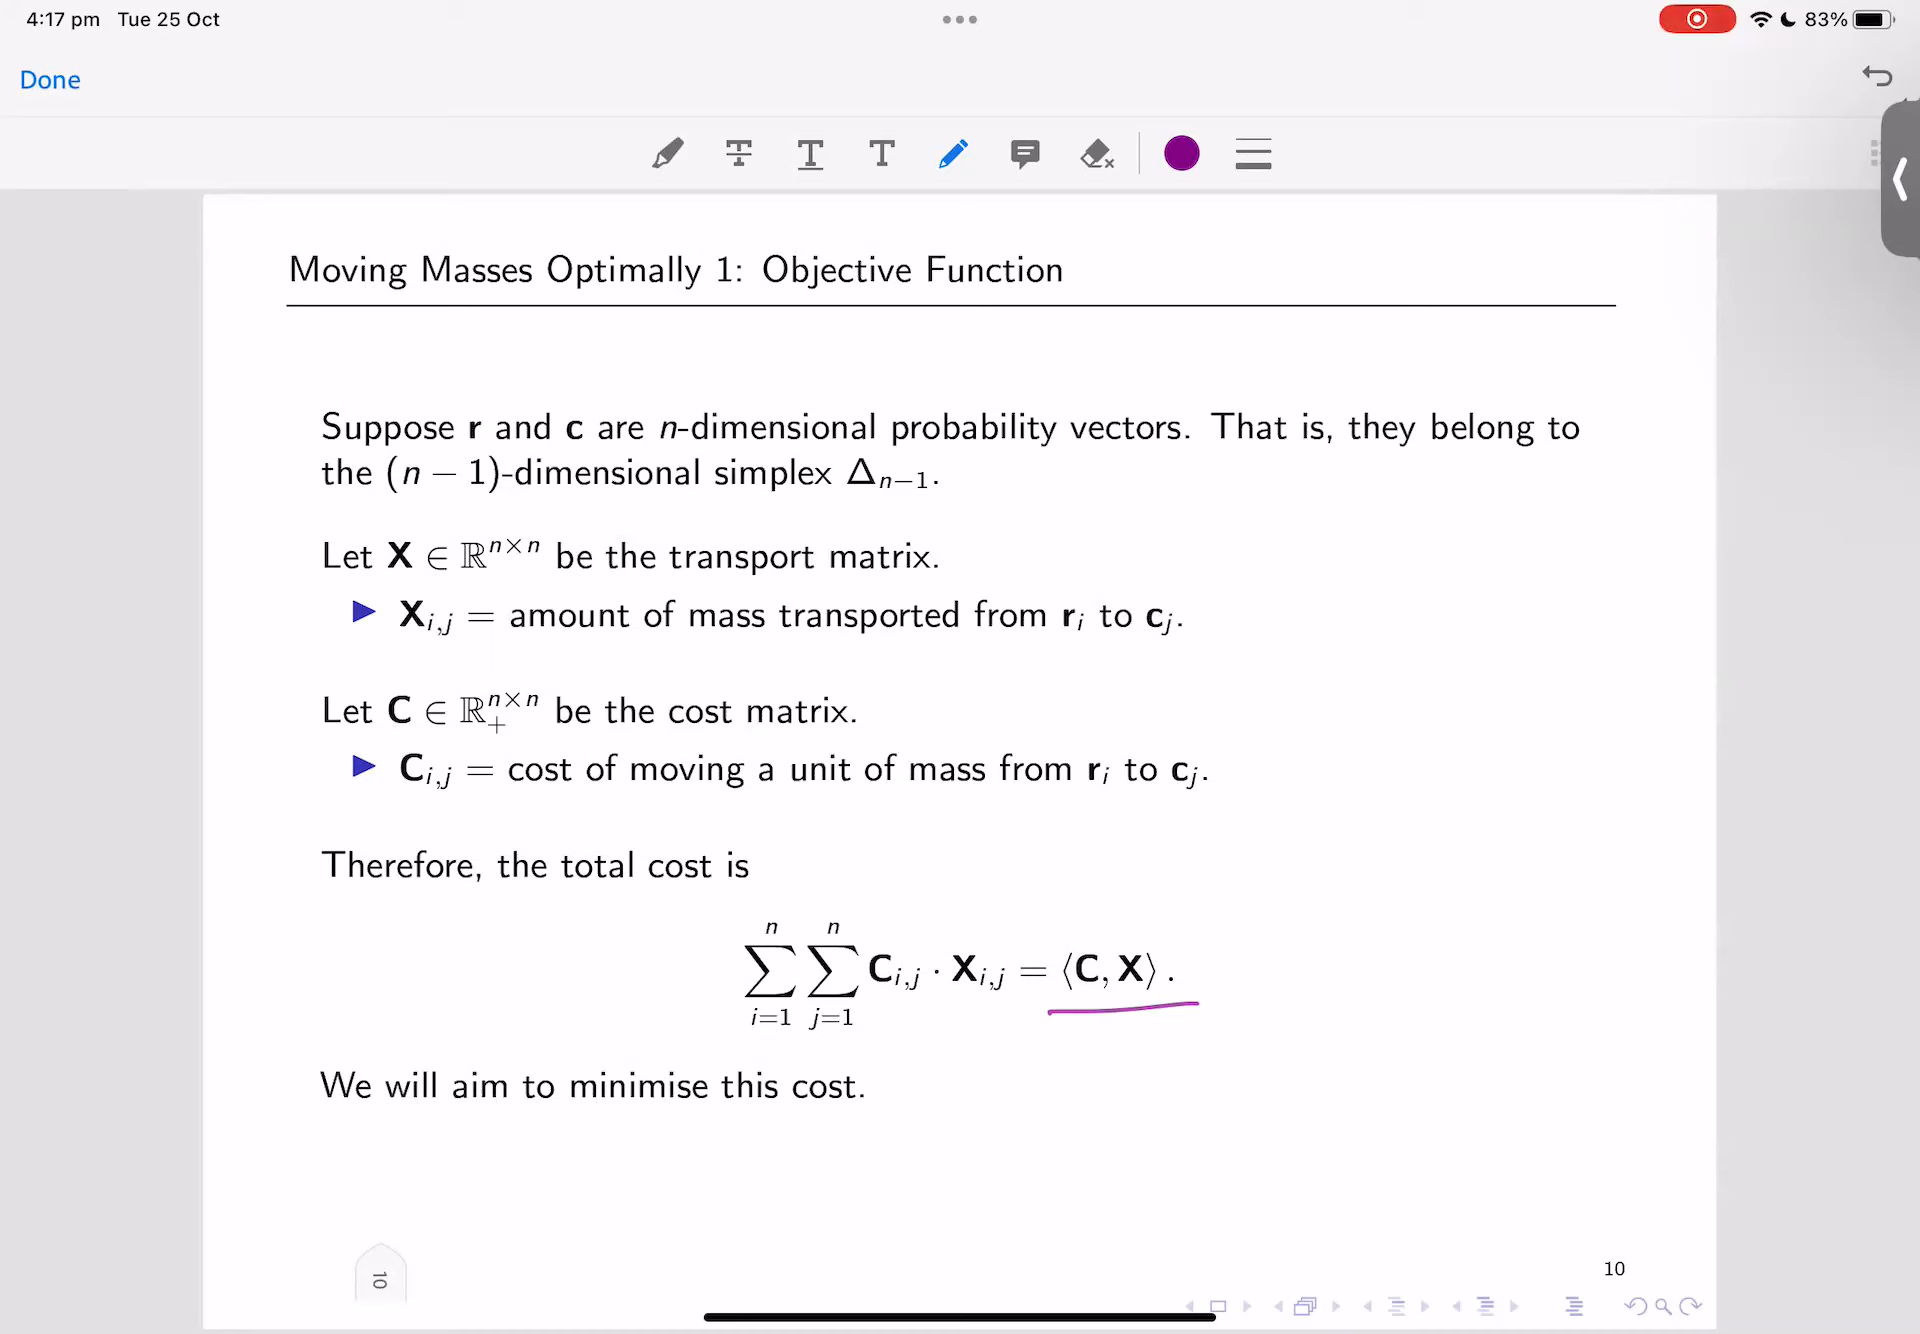 4:17 pm Tue 25 Oct
83%
Done
Moving Masses Optimally 1: Objective Function
Suppose r and c are n-dimensional probability vectors. That is, they belong to
the (n − 1)-dimensional simplex Δₙ₋₁.
Let X ∈ ℝⁿˣⁿ be the transport matrix.
▶ X_{i,j} = amount of mass transported from r_i to c_j.
Let C ∈ ℝ₊ⁿˣⁿ be the cost matrix.
▶ C_{i,j} = cost of moving a unit of mass from r_i to c_j.
Therefore, the total cost is
∑_{i=1}^{n} ∑_{j=1}^{n} C_{i,j} · X_{i,j} = ⟨C, X⟩.
We will aim to minimise this cost.
10
10